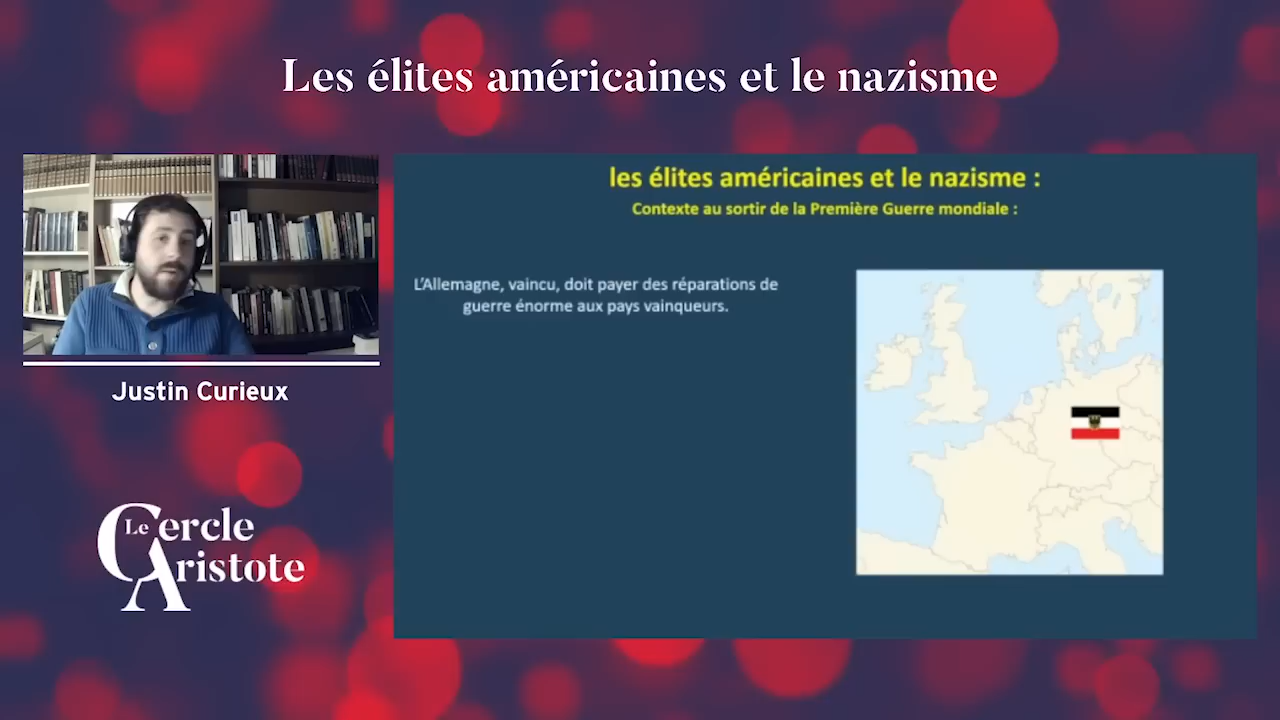 Les élites américaines et le nazisme
les élites américaines et le nazisme :
Contexte au sortir de la Première Guerre mondiale :
L'Allemagne, vaincu, doit payer des réparations de
guerre énorme aux pays vainqueurs.
Justin Curieux
Le Cercle
Aristote